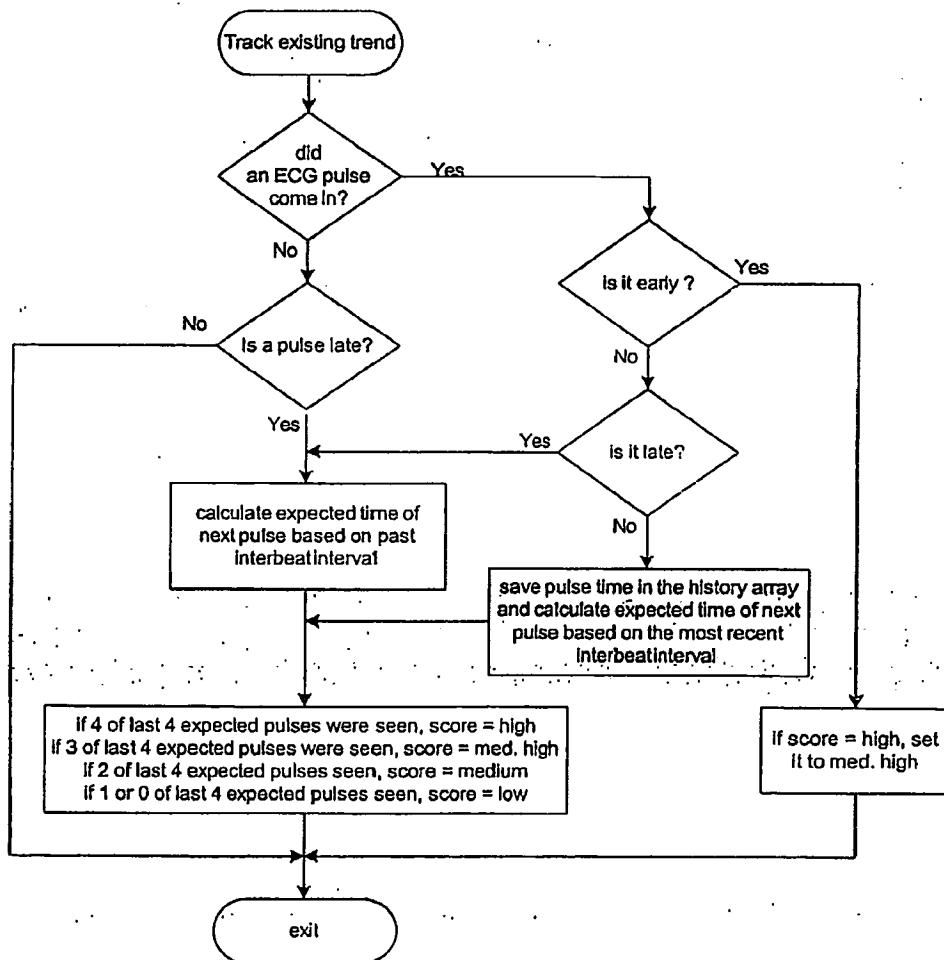 Track existing trend
did
an ECG pulse
come in?
Yes
No
is it early ?
Yes
No
is a pulse late?
No
Yes
is it late?
Yes
No
calculate expected time of
next pulse based on past
interbeat interval
save pulse time in the history array
and calculate expected time of next
pulse based on the most recent
interbeat interval
if 4 of last 4 expected pulses were seen, score = high
if 3 of last 4 expected pulses were seen, score = med. high
if 2 of last 4 expected pulses seen, score = medium
if 1 or 0 of last 4 expected pulses seen, score = low
if score = high, set
it to med. high
exit